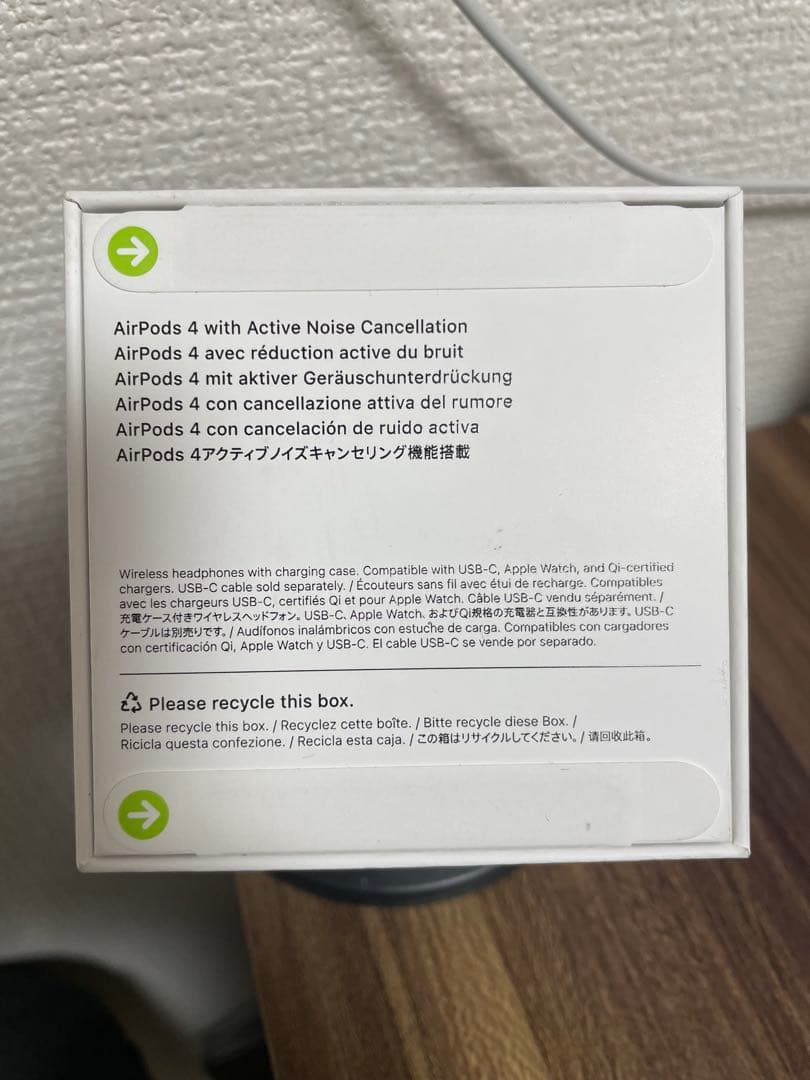 AirPods 4 with Active Noise Cancellation
AirPods 4 avec réduction active du bruit
AirPods 4 mit aktiver Geräuschunterdrückung
AirPods 4 con cancellazione attiva del rumore
AirPods 4 con cancelación de ruido activa
AirPods 4アクティブノイズキャンセリング機能搭載
Wireless headphones with charging case. Compatible with USB-C, Apple Watch, and Qi-certified
chargers. USB-C cable sold separately. / Écouteurs sans fil avec étui de recharge. Compatibles
avec les chargeurs USB-C, certifiés Qi et pour Apple Watch. Câble USB-C vendu séparément. /
充電ケース付きワイヤレスヘッドフォン。USB-C、Apple Watch、およびQi規格の充電器と互換性があります。USB-C
ケーブルは別売りです。/ Audífonos inalámbricos con estuche de carga. Compatibles con cargadores
con certificación Qi, Apple Watch y USB-C. El cable USB-C se vende por separado.
Please recycle this box.
Please recycle this box. / Recyclez cette boîte. / Bitte recycle diese Box. /
Ricicla questa confezione. / Recicla esta caja. / この箱はリサイクルしてください。/ 请回收此箱。